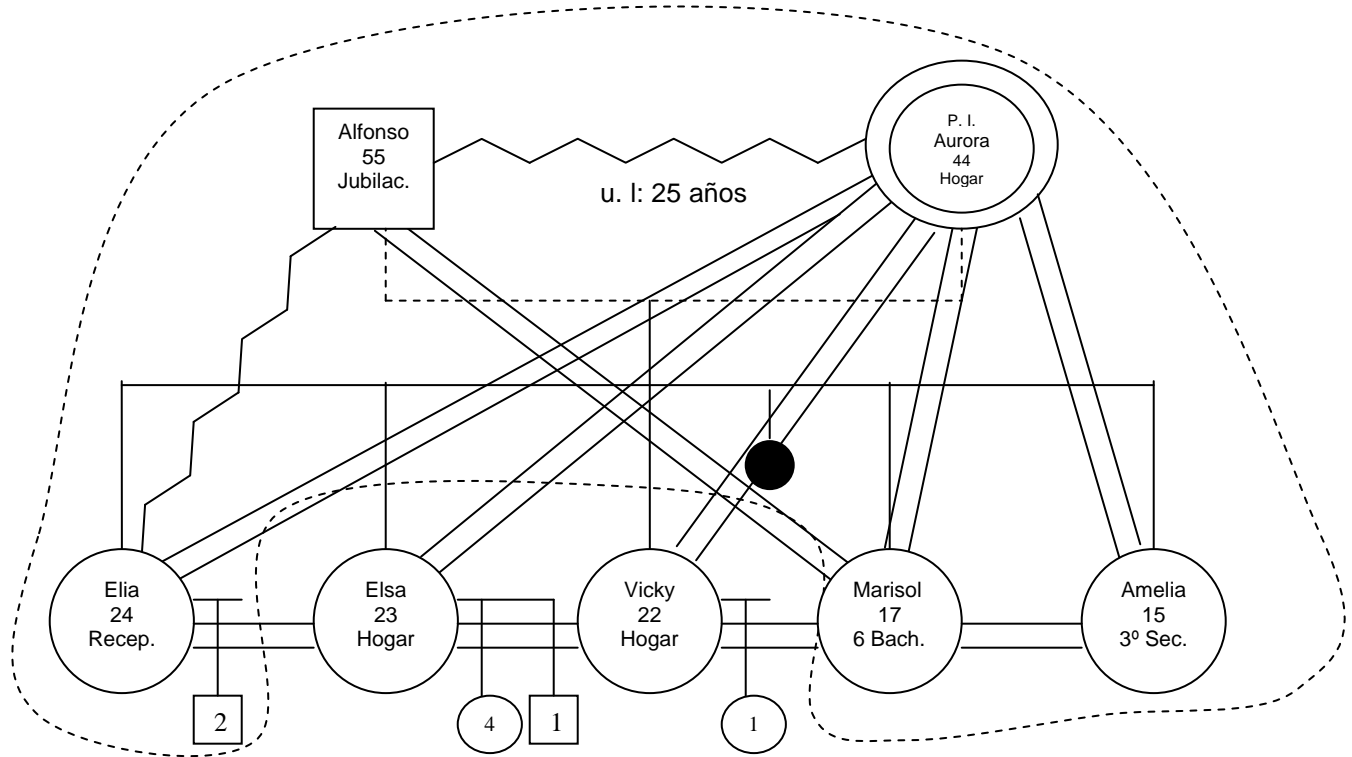 Alfonso
55
Jubilac.
P. I.
Aurora
44
Hogar
u. l: 25 años
Elia
24
Recep.
Elsa
23
Hogar
Vicky
22
Hogar
Marisol
17
6 Bach.
Amelia
15
3º Sec.
2
4
1
1